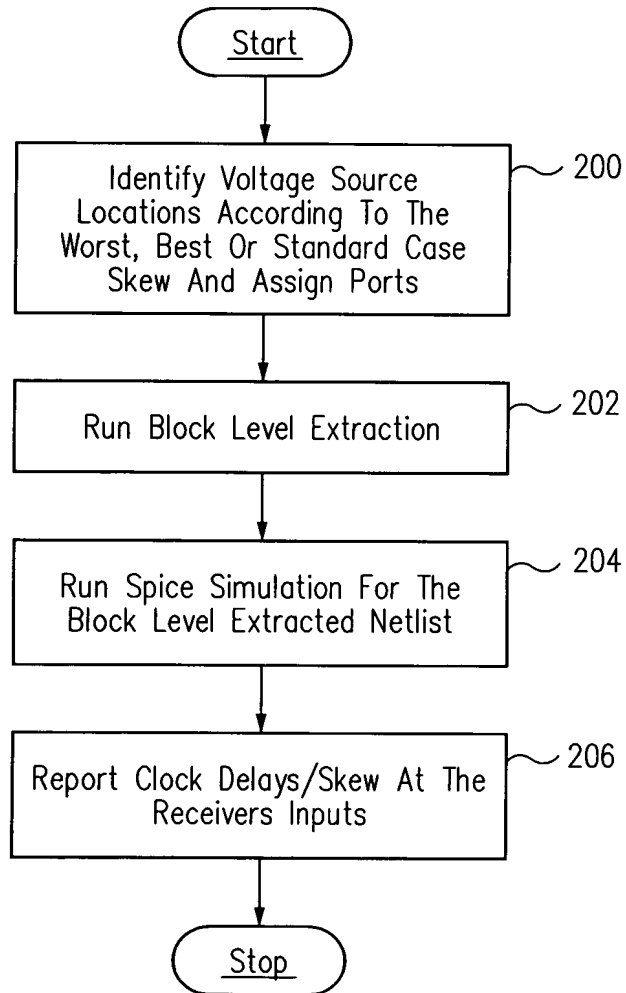 Start
Identify Voltage Source
Locations According To The
Worst, Best Or Standard Case
Skew And Assign Ports
200
Run Block Level Extraction
202
Run Spice Simulation For The
Block Level Extracted Netlist
204
Report Clock Delays/Skew At The
Receivers Inputs
206
Stop